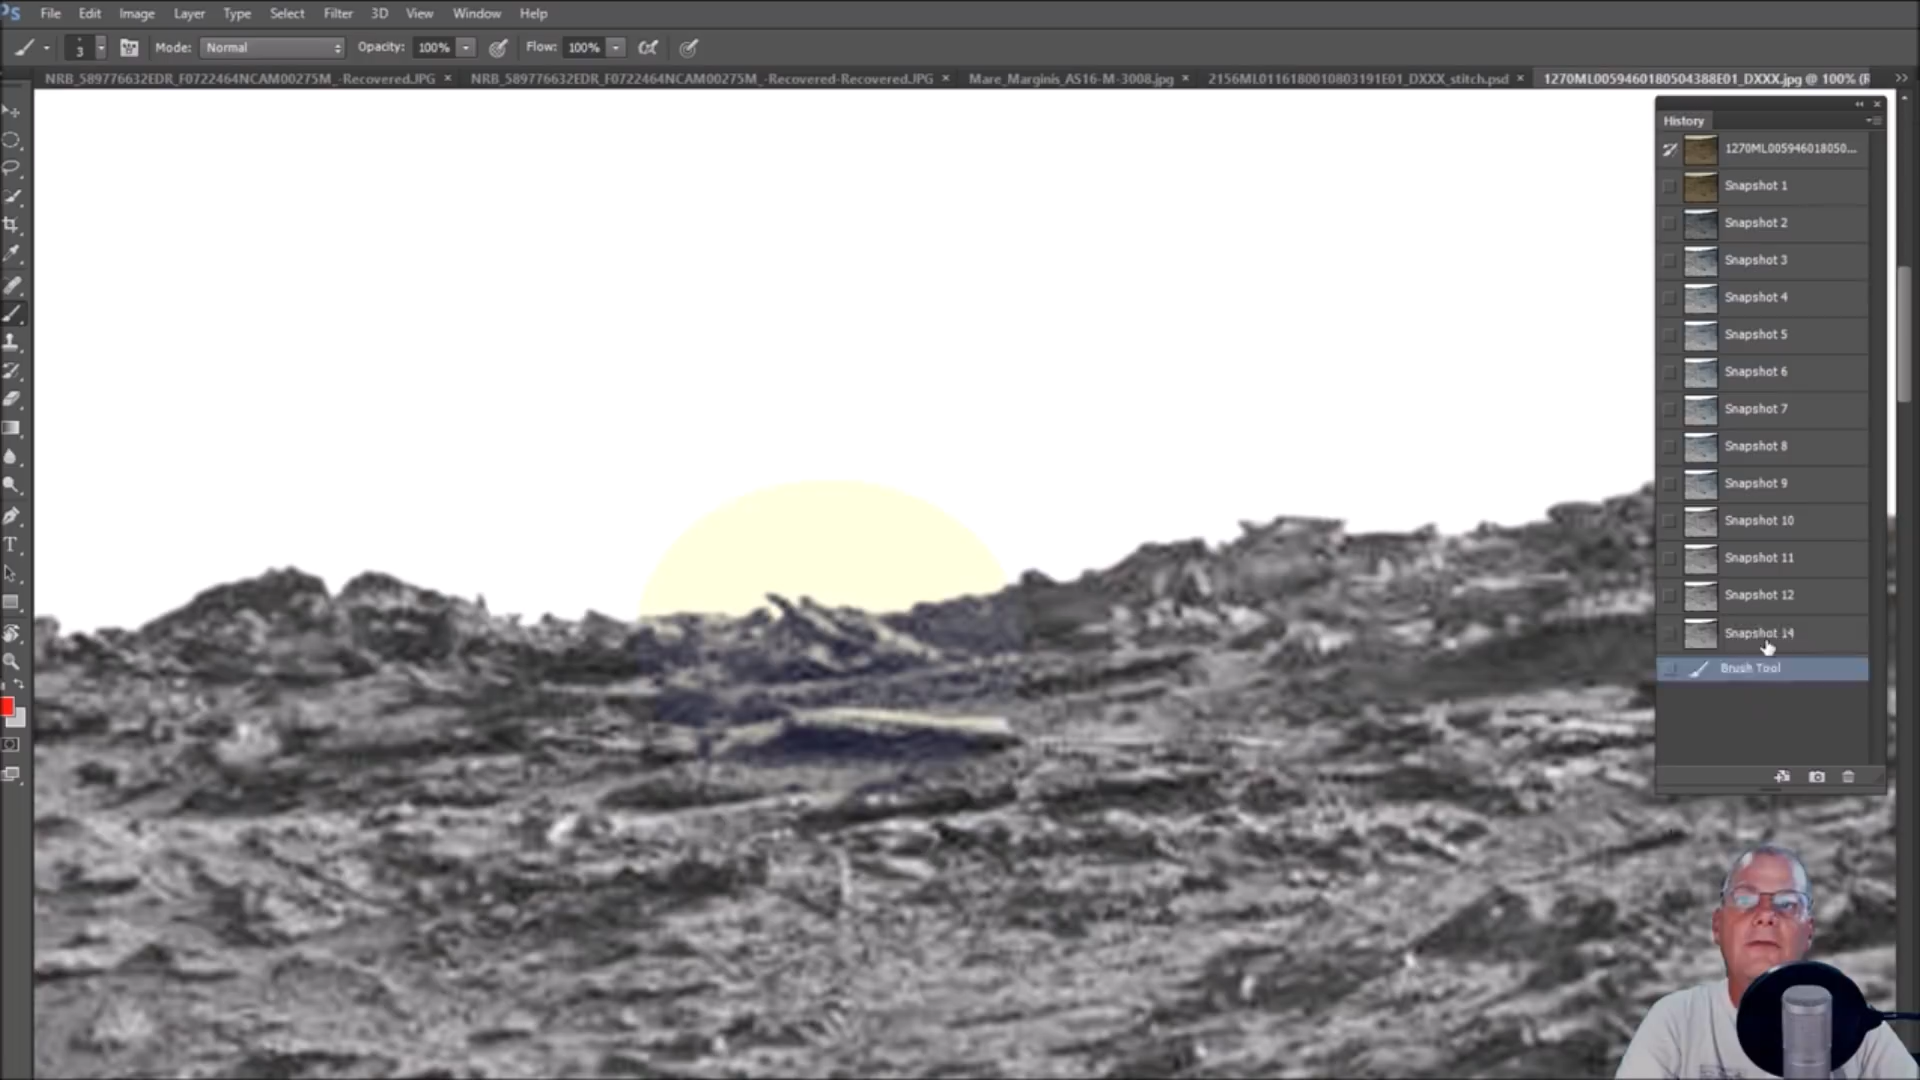 PS File Edit Image Layer Type Select Filter 3D View Window Help
3 Mode: Normal Opacity: 100% Flow: 100%
NRB_589776632EDR_F0722464NCAM00275M_-Recovered.JPG × NRB_589776632EDR_F0722464NCAM00275M_-Recovered-Recovered.JPG × Mare_Marginis_AS16-M-3008.jpg × 2156ML0116180010803191E01_DXXX_stitch.psd × 1270ML0059460180504388E01_DXXX.jpg @ 100% (R
History
1270ML005946018050...
Snapshot 1
Snapshot 2
Snapshot 3
Snapshot 4
Snapshot 5
Snapshot 6
Snapshot 7
Snapshot 8
Snapshot 9
Snapshot 10
Snapshot 11
Snapshot 12
Snapshot 14
Brush Tool